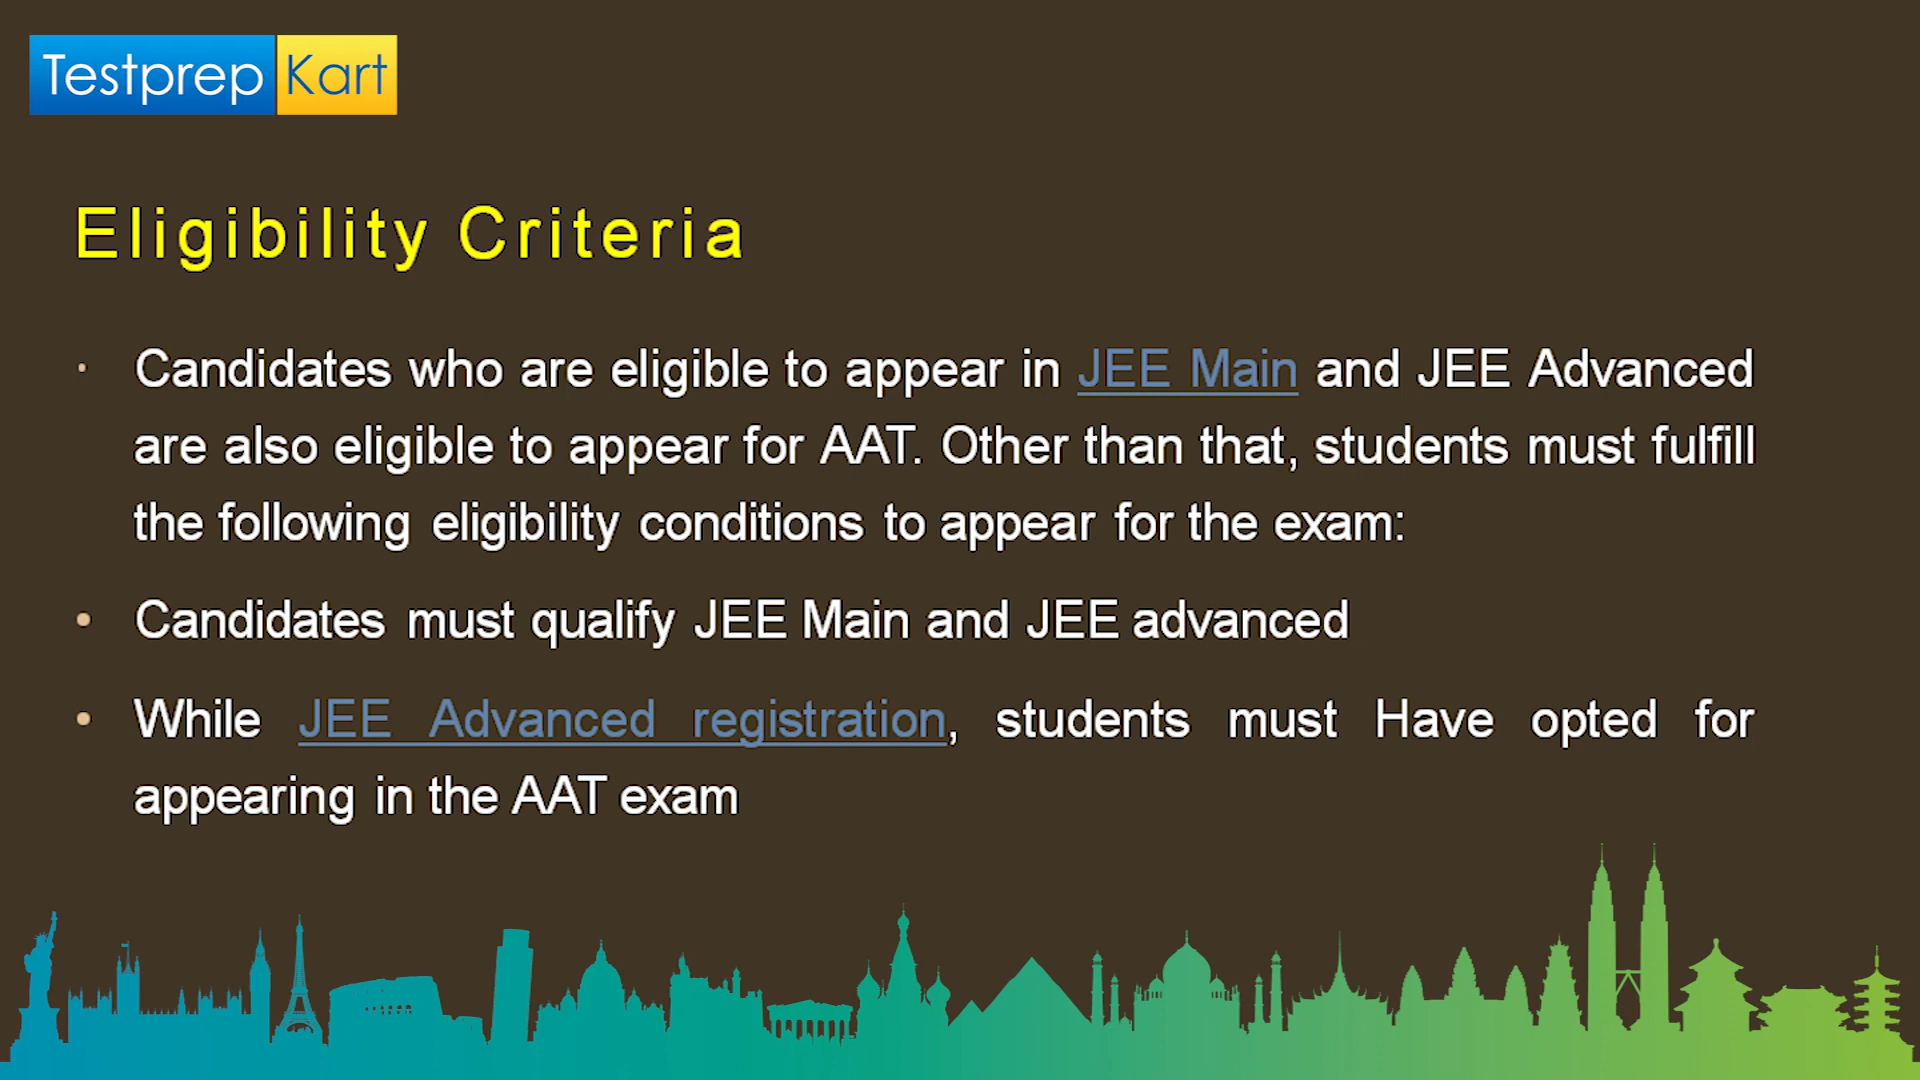 Testprep Kart
Eligibility Criteria
· Candidates who are eligible to appear in JEE Main and JEE Advanced
are also eligible to appear for AAT. Other than that, students must fulfill
the following eligibility conditions to appear for the exam:
• Candidates must qualify JEE Main and JEE advanced
• While JEE Advanced registration, students must Have opted for
appearing in the AAT exam